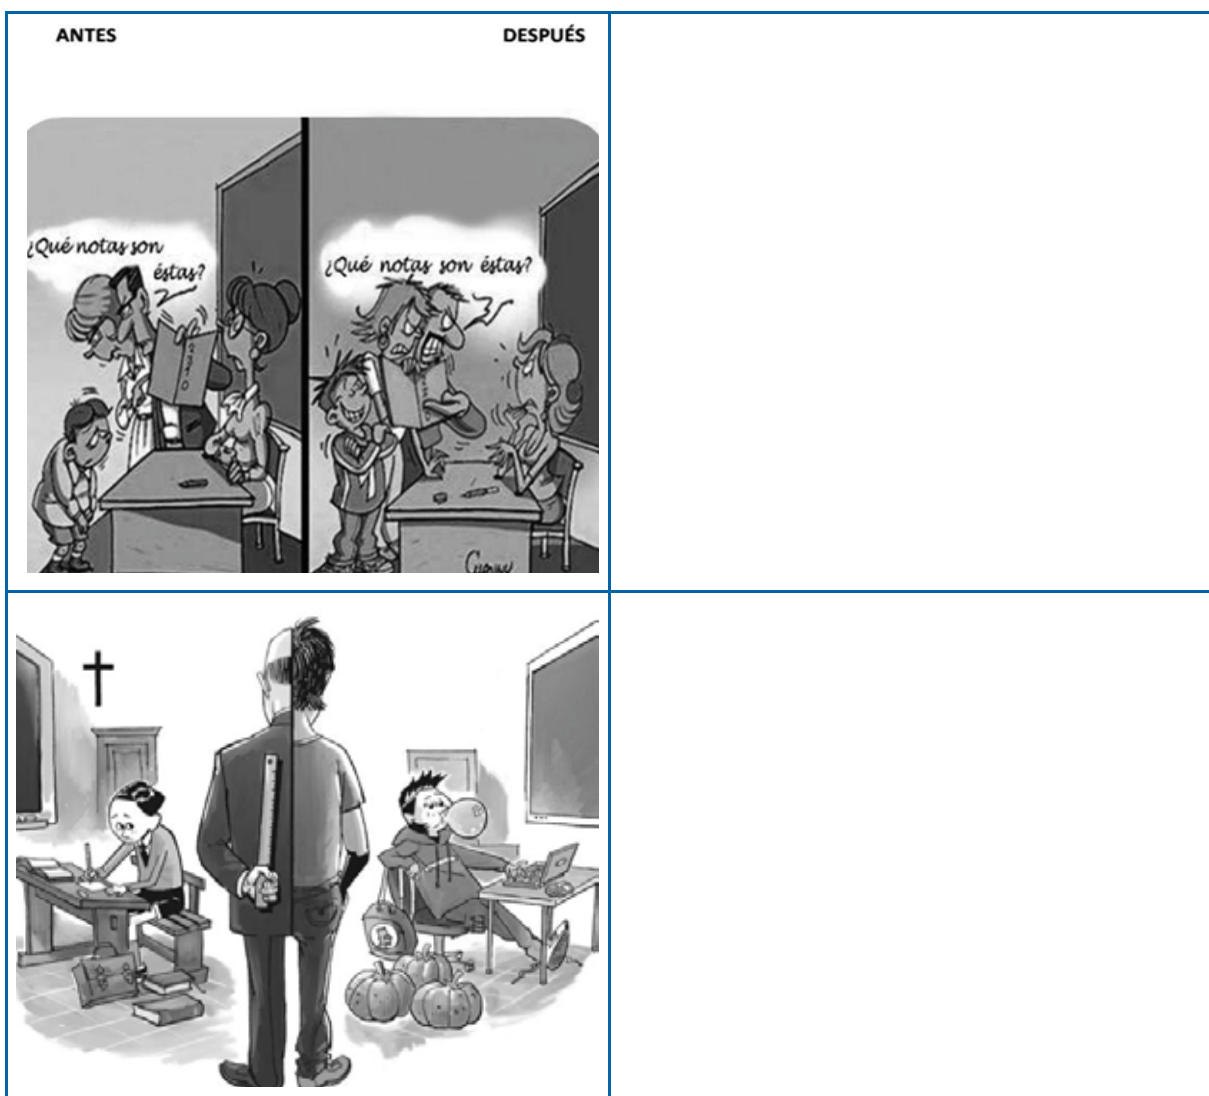 ANTES
DESPUÉS
¿Qué notas son
éstas?
¿Qué notas son éstas?